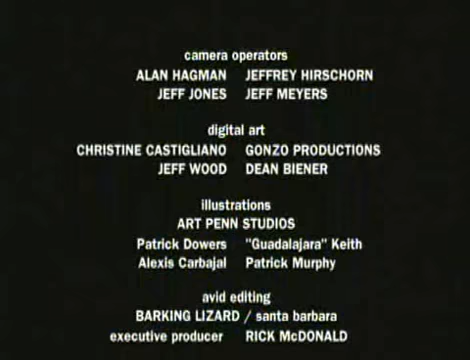 camera operators
ALAN HAGMAN JEFFREY HIRSCHORN
JEFF JONES JEFF MEYERS
digital art
CHRISTINE CASTIGLIANO GONZO PRODUCTIONS
JEFF WOOD DEAN BIENER
illustrations
ART PENN STUDIOS
Patrick Dowers "Guadalajara" Keith
Alexis Carbajal Patrick Murphy
avid editing
BARKING LIZARD / santa barbara
executive producer RICK McDONALD